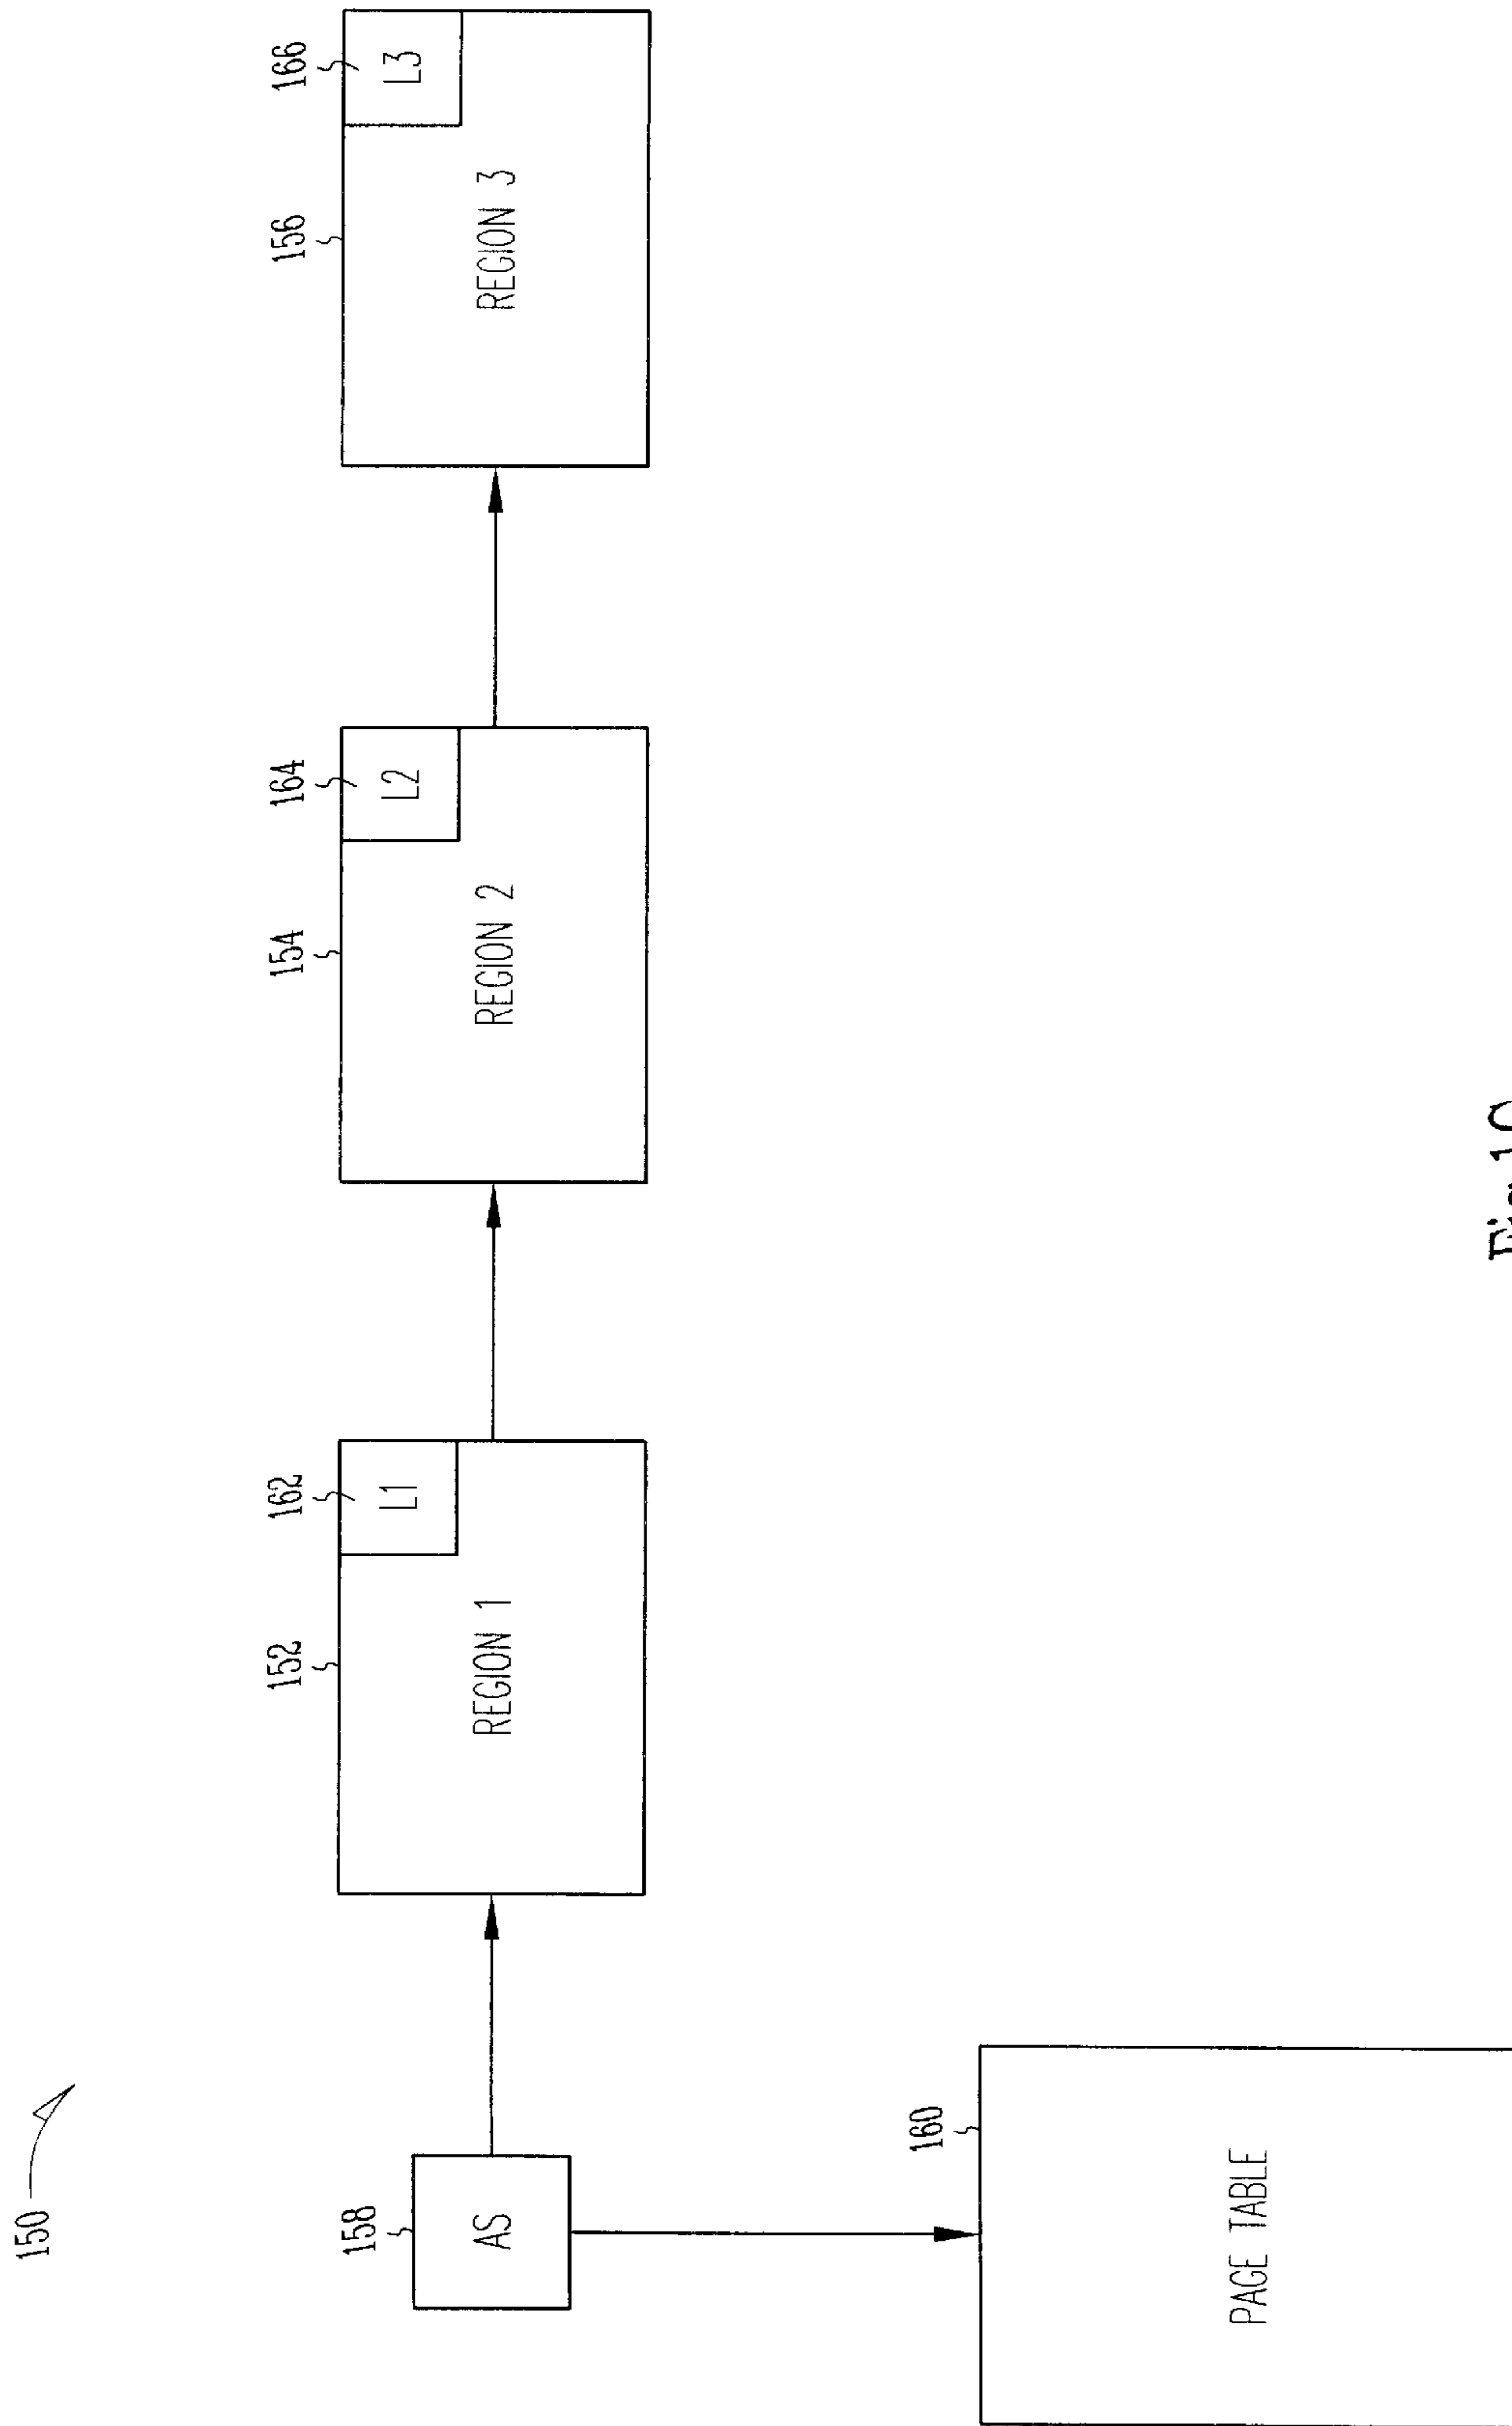 150
158
AS
152
REGION 1
162
L1
154
REGION 2
164
L2
156
REGION 3
166
L3
160
PAGE TABLE